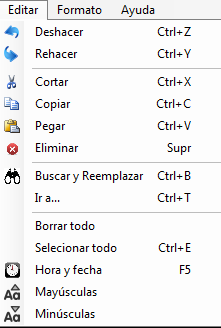 Editar Formato Ayuda
Deshacer Ctrl+Z
Rehacer Ctrl+Y
Cortar Ctrl+X
Copiar Ctrl+C
Pegar Ctrl+V
Eliminar Supr
Buscar y Reemplazar Ctrl+B
Ir a... Ctrl+T
Borrar todo
Selecionar todo Ctrl+E
Hora y fecha F5
Mayúsculas
Minúsculas